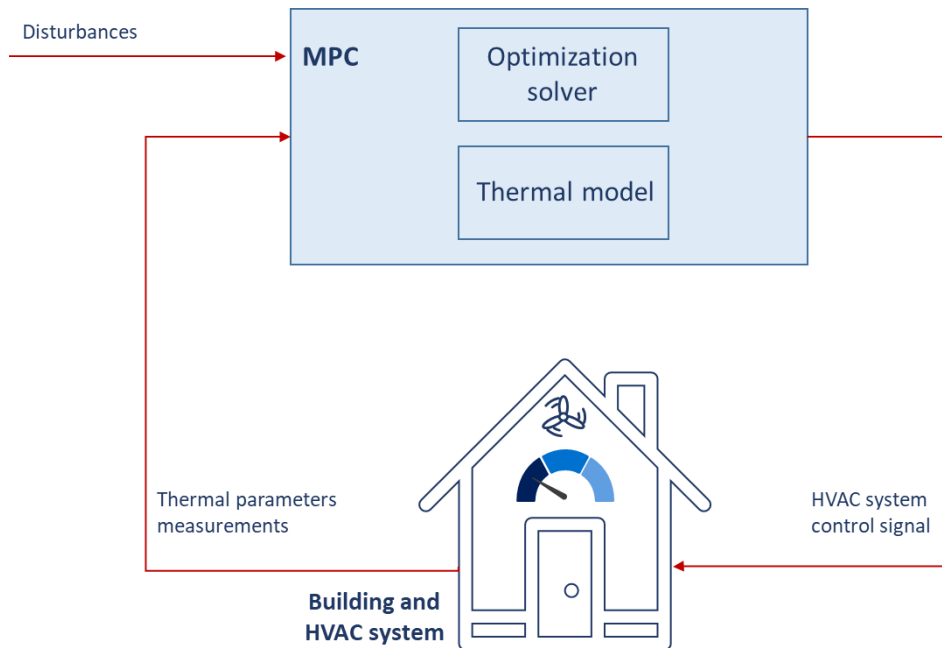 Disturbances
MPC
Optimization
solver
Thermal model
Thermal parameters
measurements
HVAC system
control signal
Building and
HVAC system